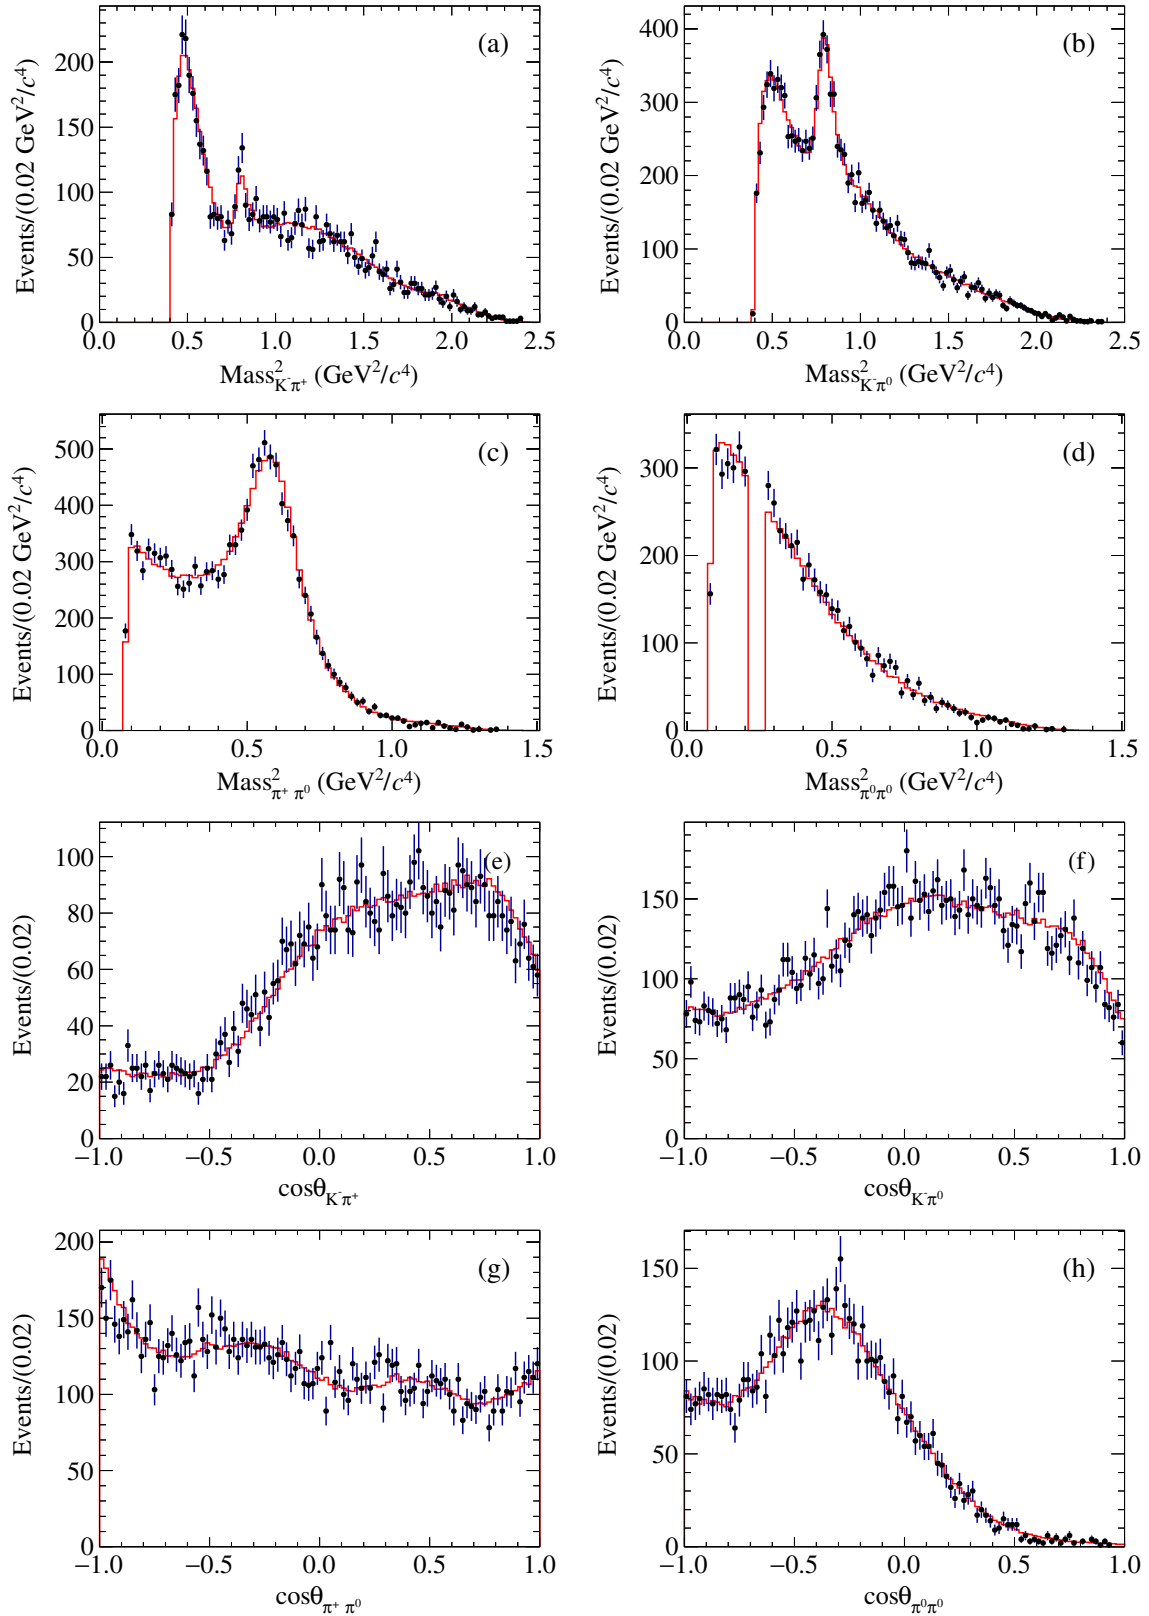 (a)
Events/(0.02 GeV²/c⁴)
200
150
100
50
0
0.0 0.5 1.0 1.5 2.0 2.5
Mass²K⁻π⁺ (GeV²/c⁴)
(b)
Events/(0.02 GeV²/c⁴)
400
300
200
100
0
0.0 0.5 1.0 1.5 2.0 2.5
Mass²K⁻π⁰ (GeV²/c⁴)
(c)
Events/(0.02 GeV²/c⁴)
500
400
300
200
100
0
0.0 0.5 1.0 1.5
Mass²π⁺ π⁰ (GeV²/c⁴)
(d)
Events/(0.02 GeV²/c⁴)
300
200
100
0
0.0 0.5 1.0 1.5
Mass²π⁰π⁰ (GeV²/c⁴)
(e)
Events/(0.02)
100
80
60
40
20
0
−1.0 −0.5 0.0 0.5 1.0
cosθK⁻π⁺
(f)
Events/(0.02)
150
100
50
0
−1.0 −0.5 0.0 0.5 1.0
cosθK⁻π⁰
(g)
Events/(0.02)
200
150
100
50
0
−1.0 −0.5 0.0 0.5 1.0
cosθπ⁺ π⁰
(h)
Events/(0.02)
150
100
50
0
−1.0 −0.5 0.0 0.5 1.0
cosθπ⁰π⁰